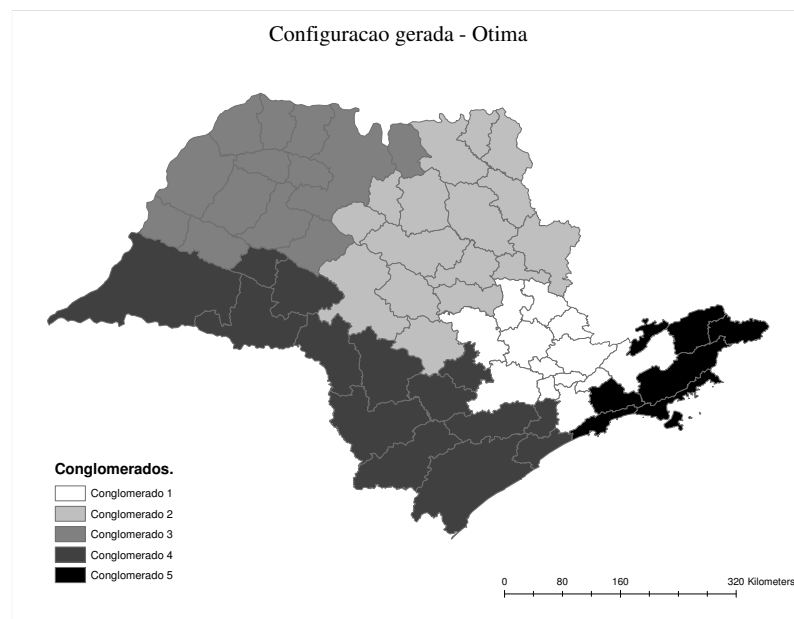 Configuracao gerada - Otima
Conglomerados.
Conglomerado 1
Conglomerado 2
Conglomerado 3
Conglomerado 4
Conglomerado 5
0 80 160 320 Kilometers